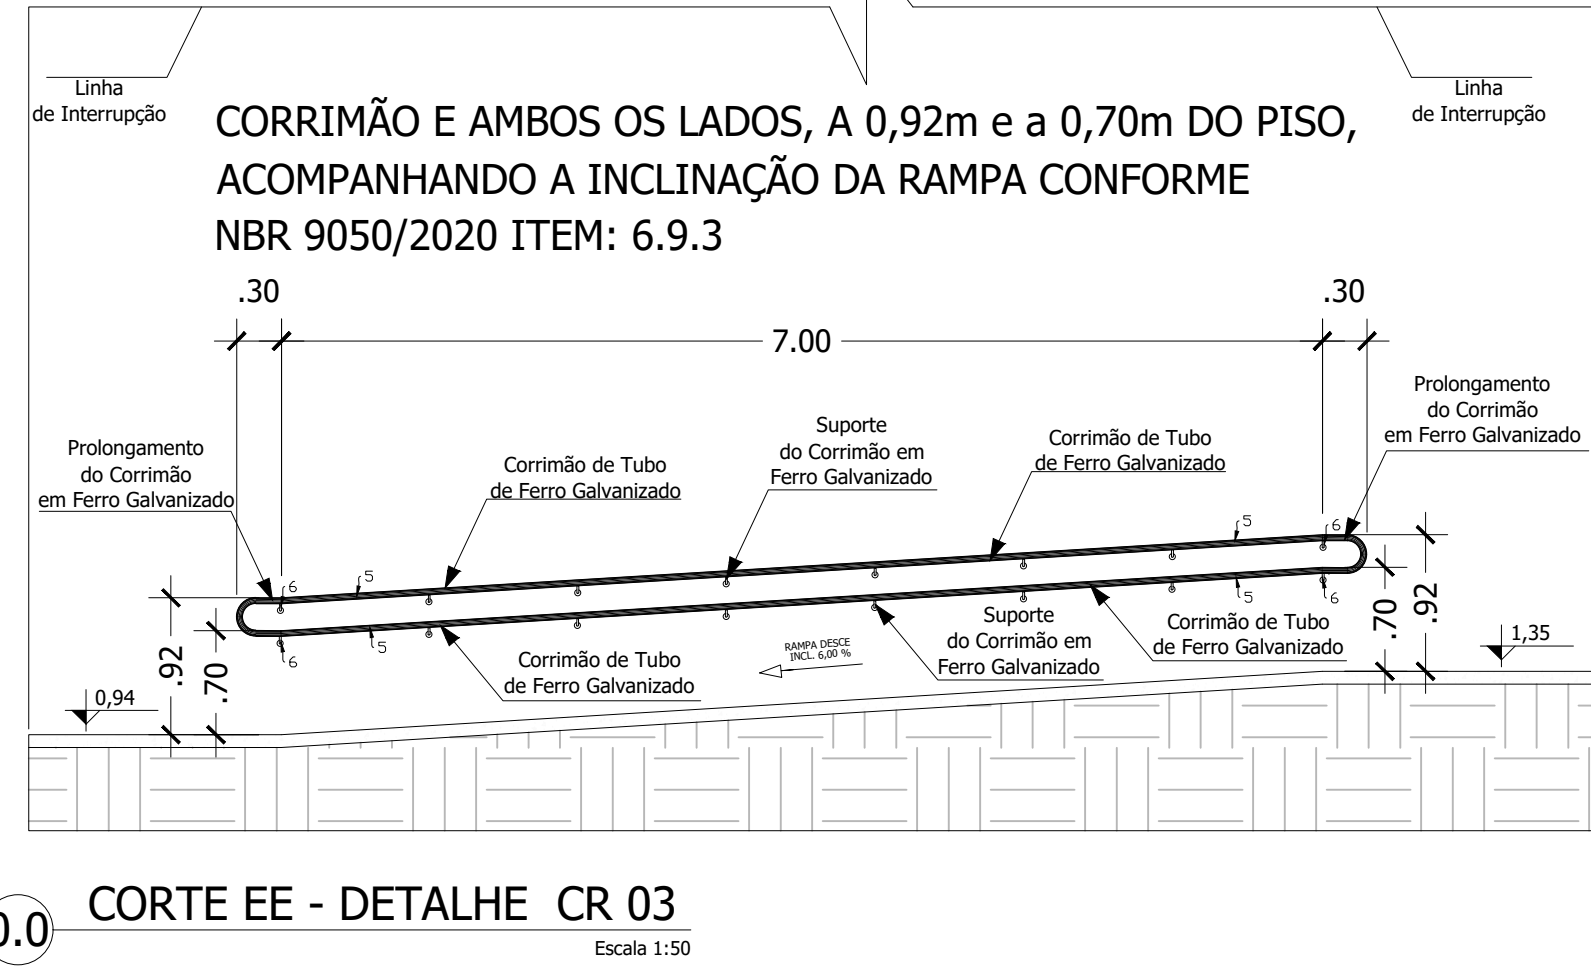 Linha
de Interrupção
Linha
de Interrupção
CORRIMÃO E AMBOS OS LADOS, A 0,92m e a 0,70m DO PISO,
ACOMPANHANDO A INCLINAÇÃO DA RAMPA CONFORME
NBR 9050/2020 ITEM: 6.9.3
.30
7.00
.30
Prolongamento
do Corrimão
em Ferro Galvanizado
Corrimão de Tubo
de Ferro Galvanizado
Suporte
do Corrimão em
Ferro Galvanizado
Corrimão de Tubo
de Ferro Galvanizado
Prolongamento
do Corrimão
em Ferro Galvanizado
6
5
5
6
6
5
5
6
.92
.70
0,94
Corrimão de Tubo
de Ferro Galvanizado
RAMPA DESCE
INCL. 6,00 %
Suporte
do Corrimão em
Ferro Galvanizado
Corrimão de Tubo
de Ferro Galvanizado
.70
.92
1,35
0.0
CORTE EE - DETALHE CR 03
Escala 1:50